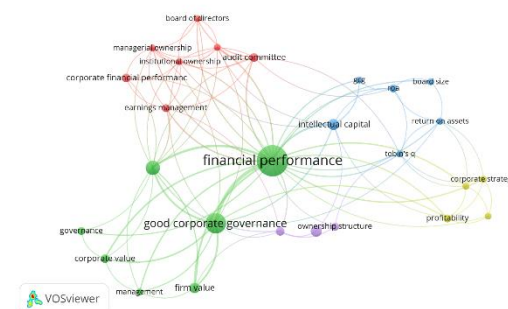 board of directors
managerial ownership
institutional ownership
audit committee
corporate financial performanc
gcg
roa
board size
earnings management
intellectual capital
return on assets
tobin's q
financial performance
corporate strate
good corporate governance
profitability
ownership structure
governance
corporate value
management
firm value
VOSviewer